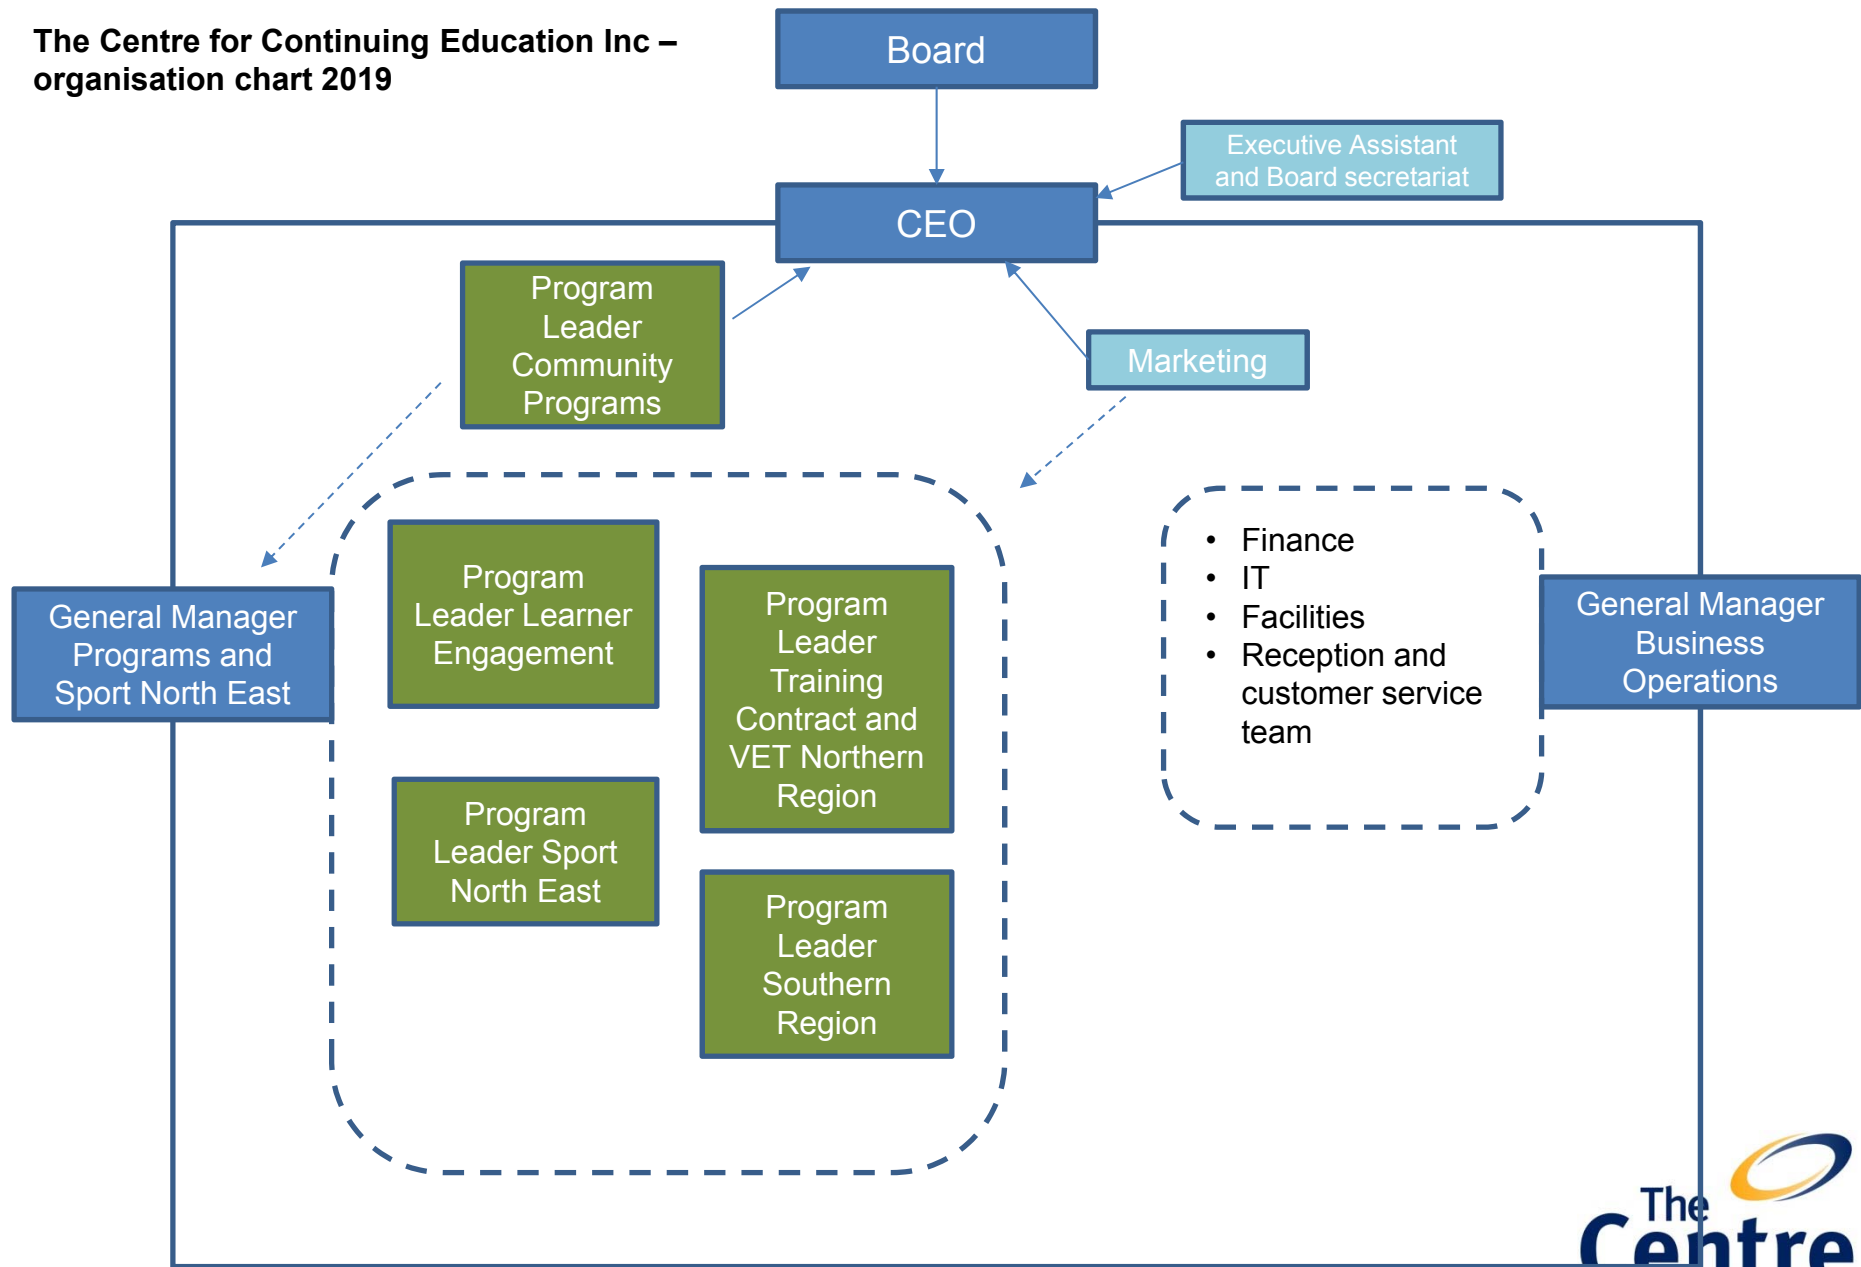 The Centre for Continuing Education Inc –
organisation chart 2019
Board
Executive Assistant
and Board secretariat
CEO
Program
Leader
Community
Programs
Marketing
General Manager
Programs and
Sport North East
Program
Leader Learner
Engagement
Program
Leader
Training
Contract and
VET Northern
Region
Program
Leader Sport
North East
Program
Leader
Southern
Region
• Finance
• IT
• Facilities
• Reception and
customer service
team
General Manager
Business
Operations
The
Centre